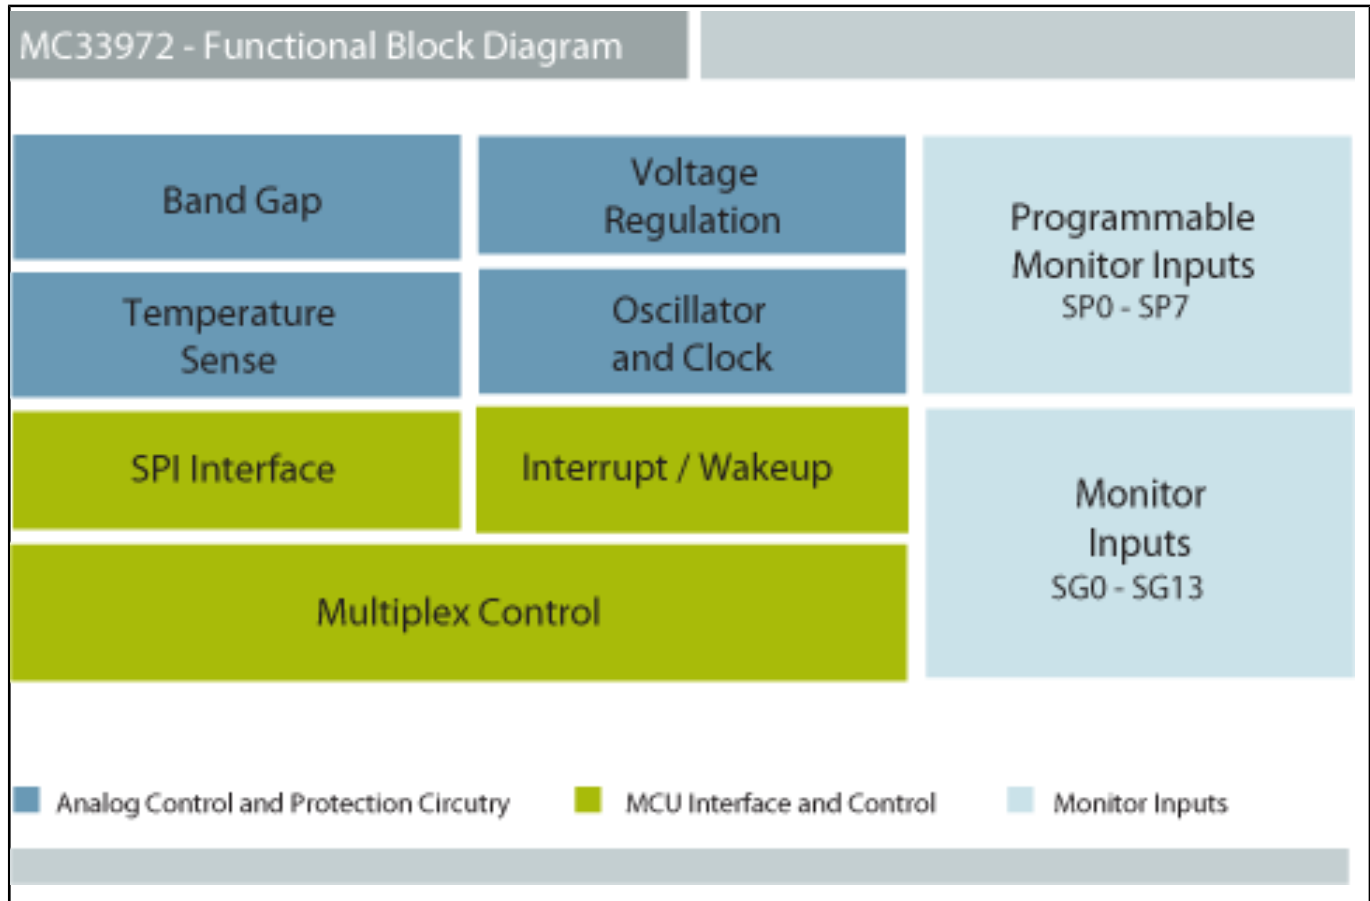 MC33972 - Functional Block Diagram
Band Gap
Voltage
Regulation
Programmable
Monitor Inputs
SP0 - SP7
Temperature
Sense
Oscillator
and Clock
SPI Interface
Interrupt / Wakeup
Monitor
Inputs
SG0 - SG13
Multiplex Control
Analog Control and Protection Circutry
MCU Interface and Control
Monitor Inputs